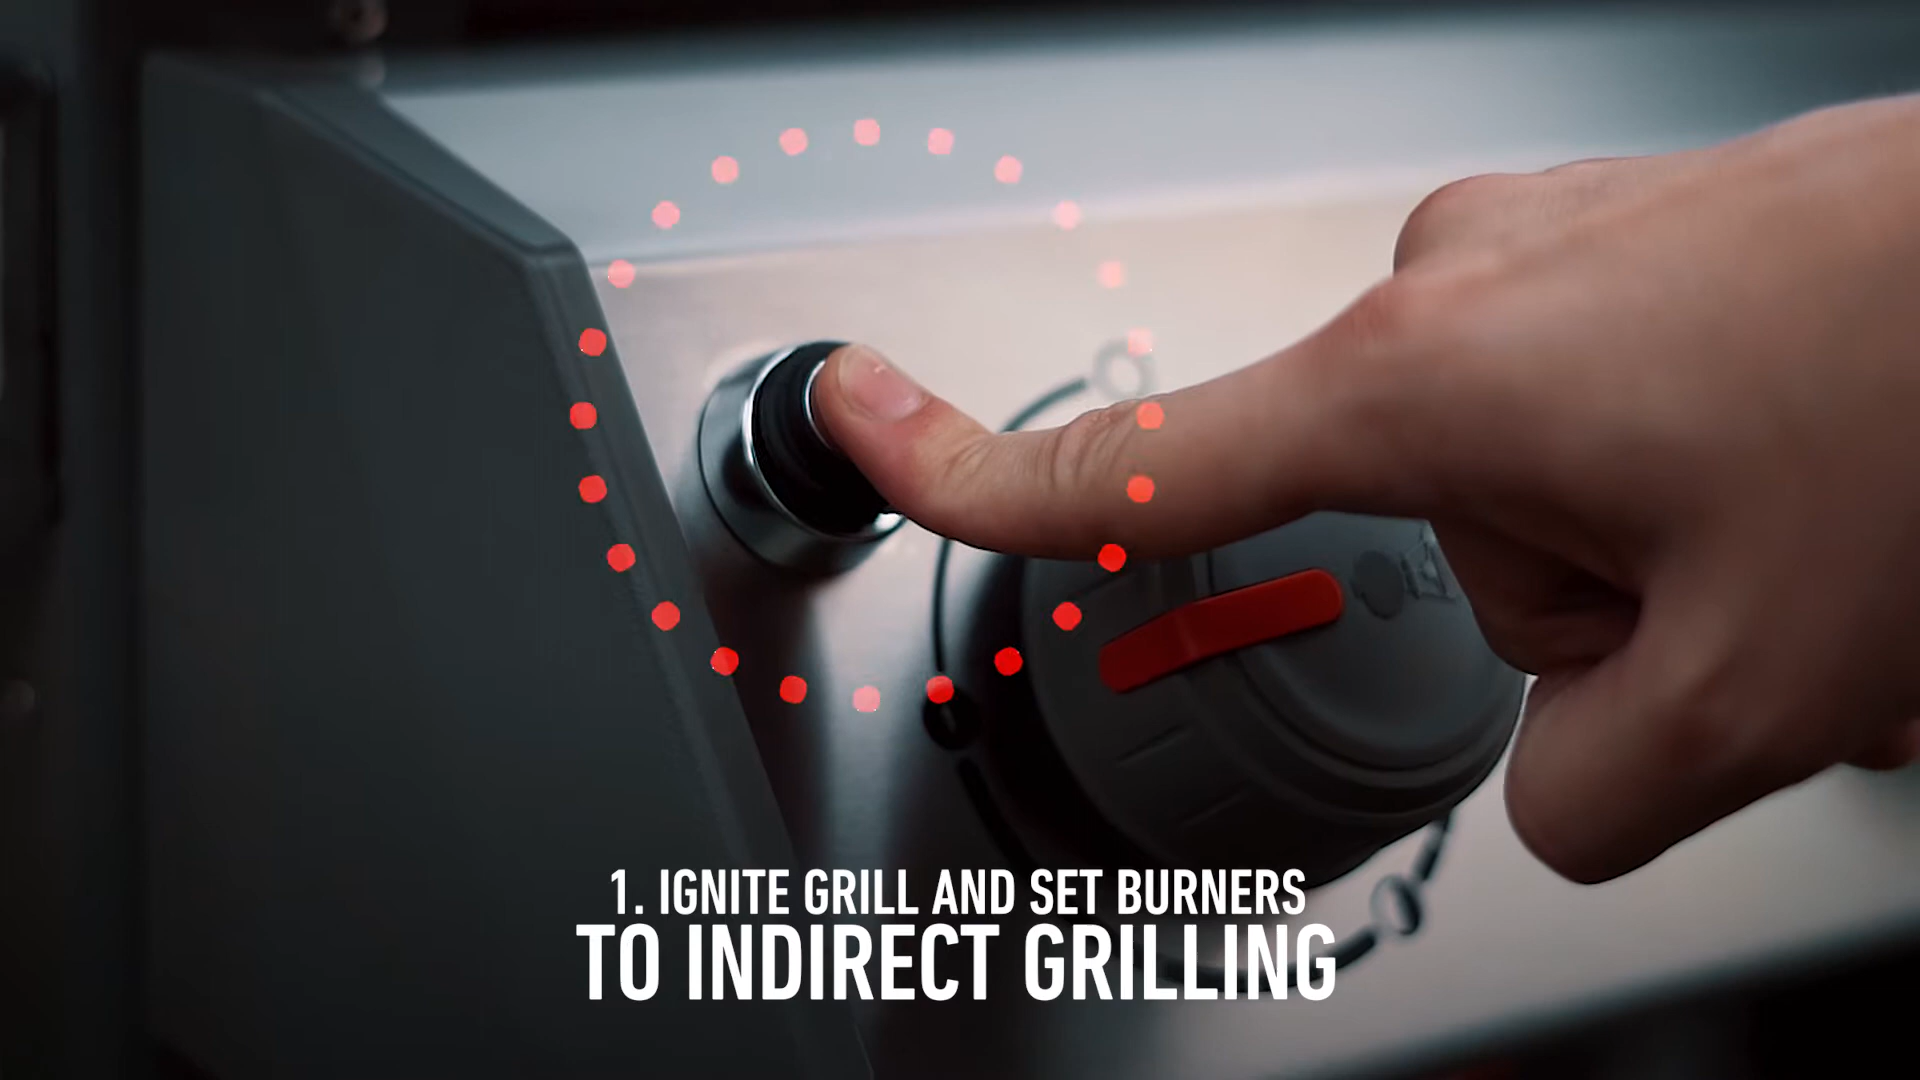 1. IGNITE GRILL AND SET BURNERS
TO INDIRECT GRILLING